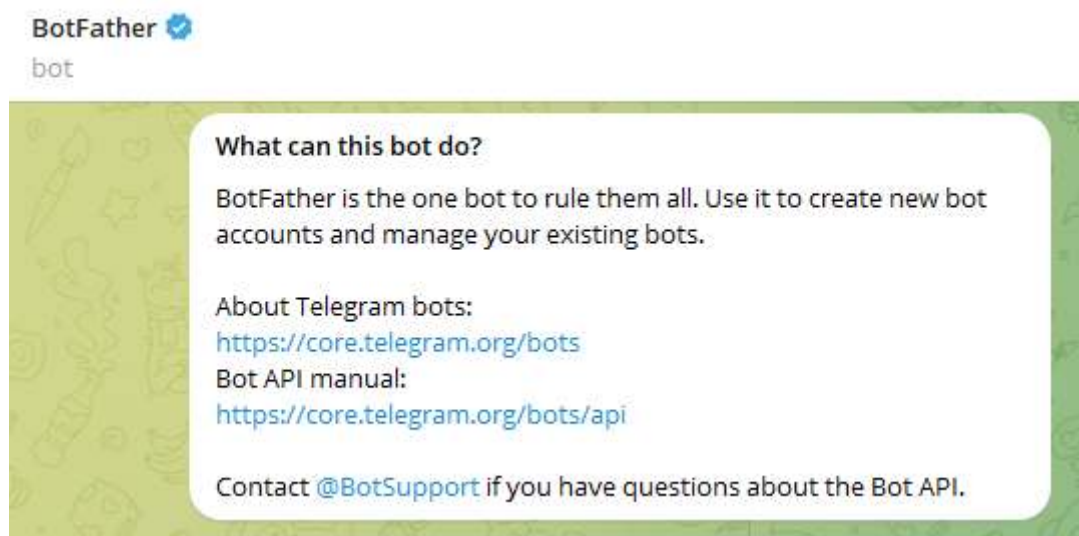 BotFather
bot
What can this bot do?
BotFather is the one bot to rule them all. Use it to create new bot
accounts and manage your existing bots.
About Telegram bots:
https://core.telegram.org/bots
Bot API manual:
https://core.telegram.org/bots/api
Contact @BotSupport if you have questions about the Bot API.